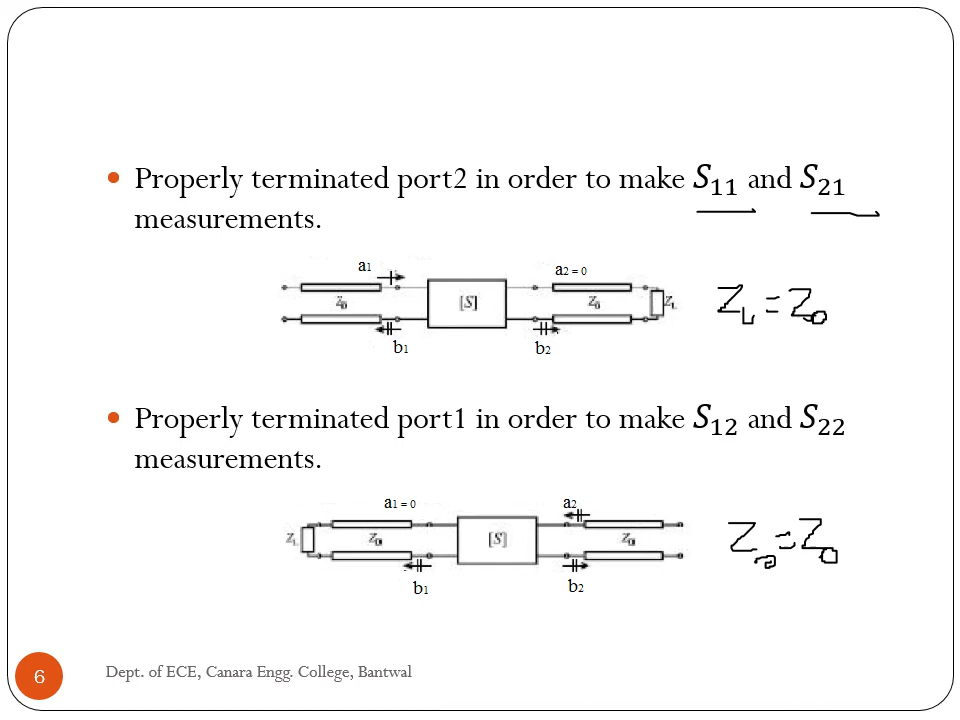 • Properly terminated port2 in order to make S₁₁ and S₂₁
measurements.
a1
a2 = 0
Z0
[S]
Z0
ZL
ZL = Z0
b1
b2
• Properly terminated port1 in order to make S₁₂ and S₂₂
measurements.
a1 = 0
a2
ZL
Z0
[S]
Z0
= Z0
b1
b2
6
Dept. of ECE, Canara Engg. College, Bantwal